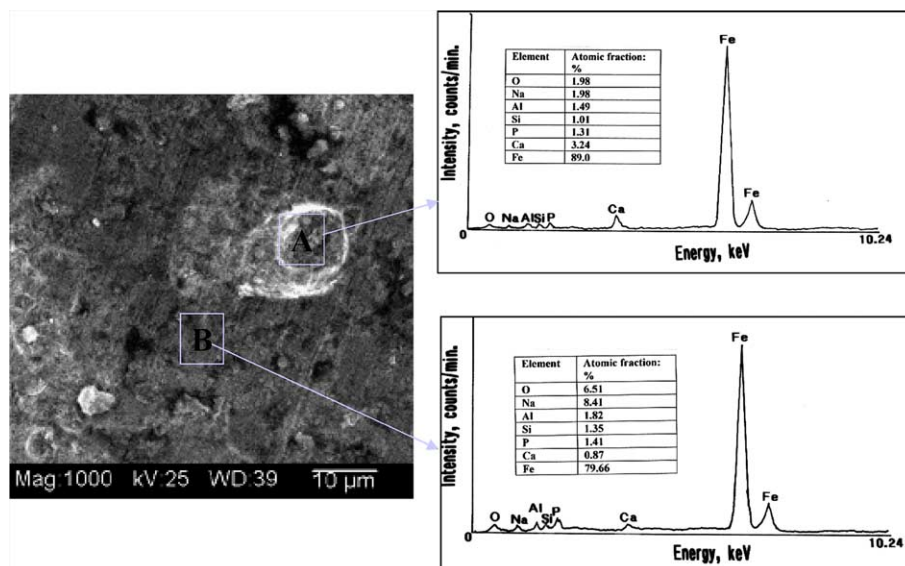 A
B
Mag:1000 kV:25 WD:39 10 µm
Intensity, counts/min.
Element Atomic fraction: %
O 1.98
Na 1.98
Al 1.49
Si 1.01
P 1.31
Ca 3.24
Fe 89.0
Fe
Fe
Ca
O Na Al Si P
0
10.24
Energy, keV
Intensity, counts/min.
Element Atomic fraction: %
O 6.51
Na 8.41
Al 1.82
Si 1.35
P 1.41
Ca 0.87
Fe 79.66
Fe
Fe
Al
O Na Si P Ca
0
10.24
Energy, keV